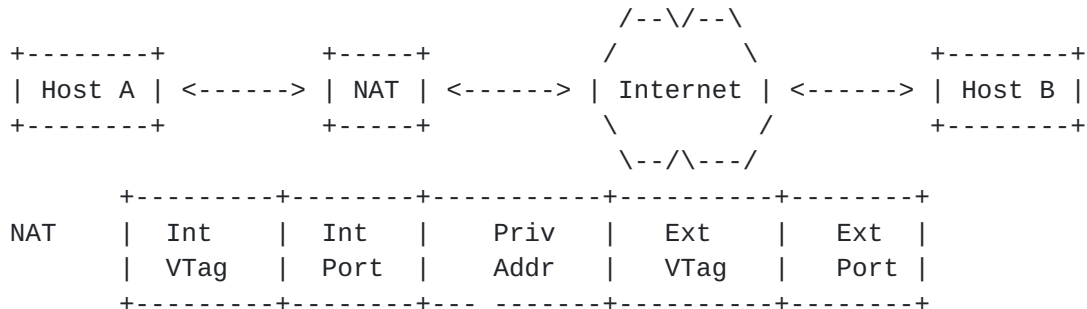 /--\/--\
+--------+          +-----+             /        \            +--------+
| Host A | <------> | NAT | <------> | Internet | <------> | Host B |
+--------+          +-----+             \        /            +--------+
                                         \--/\---/
       +---------+--------+-----------+----------+--------+
NAT    |  Int    |  Int   |    Priv   |   Ext    |   Ext  |
       |  VTag   |  Port  |    Addr   |   VTag   |   Port |
       +---------+--------+--- -------+----------+--------+